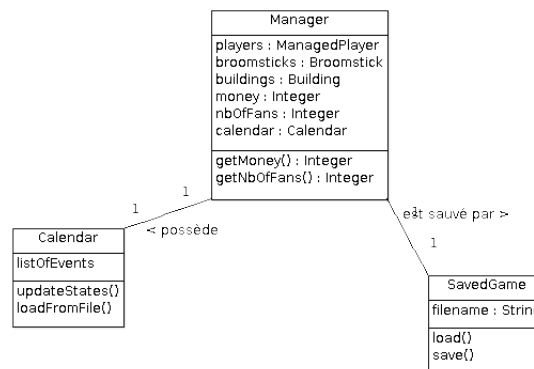 Manager
players : ManagedPlayer
broomsticks : Broomstick
buildings : Building
money : Integer
nbOfFans : Integer
calendar : Calendar
getMoney() : Integer
getNbOfFans() : Integer
1
1
< possède
1
est sauvé par >
1
Calendar
listOfEvents
updateStates()
loadFromFile()
SavedGame
filename : Strin
load()
save()